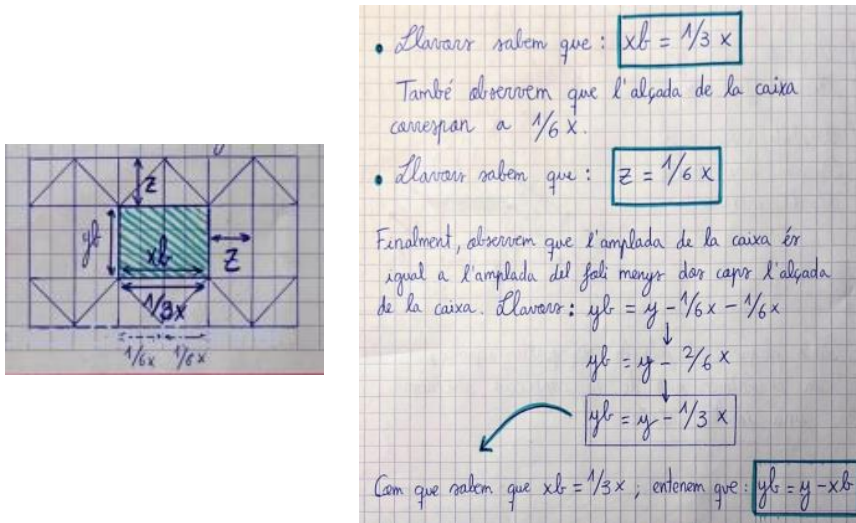 z
yb
xb
z
1/3x
1/6x 1/6x
• Llavors sabem que: xb = 1/3 x
També observem que l'alçada de la caixa
correspon a 1/6 x.
• Llavors sabem que: z = 1/6 x
Finalment, observem que l'amplada de la caixa és
igual a l'amplada del foli menys dos cops l'alçada
de la caixa. Llavors: yb = y - 1/6x - 1/6x
↓
yb = y - 2/6 x
↓
yb = y - 1/3 x
Com que sabem que xb = 1/3x, entenem que: yb = y - xb